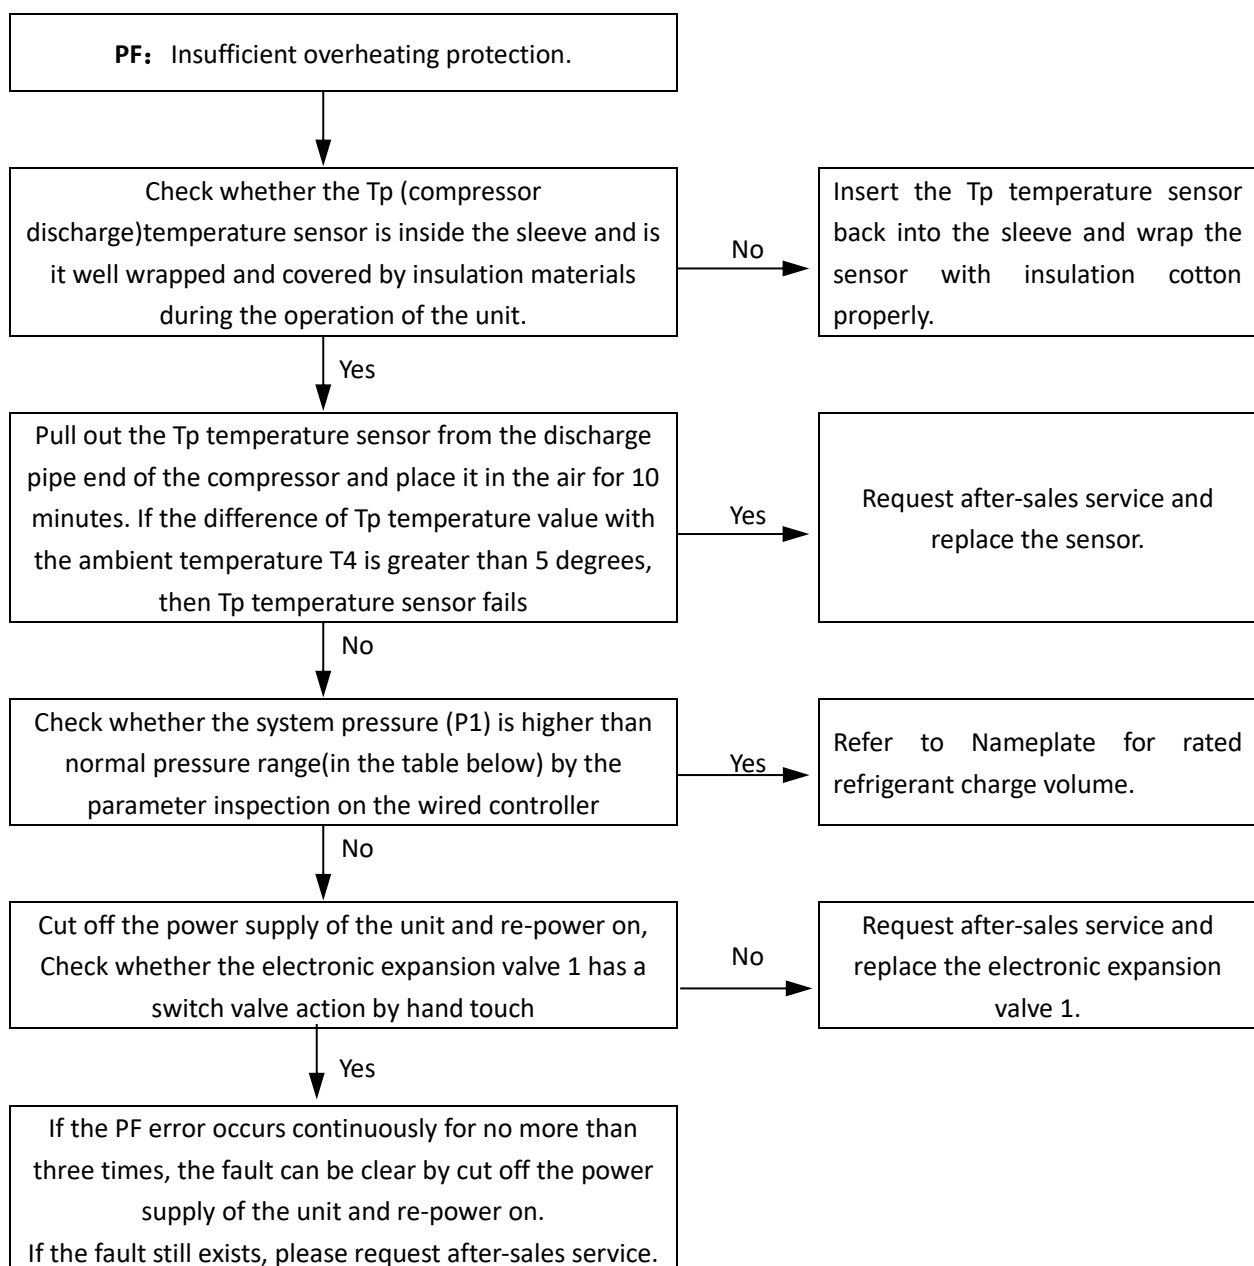 PF：Insufficient overheating protection.
Check whether the Tp (compressor
discharge)temperature sensor is inside the sleeve and is
it well wrapped and covered by insulation materials
during the operation of the unit.
No
Insert the Tp temperature sensor
back into the sleeve and wrap the
sensor with insulation cotton
properly.
Yes
Pull out the Tp temperature sensor from the discharge
pipe end of the compressor and place it in the air for 10
minutes. If the difference of Tp temperature value with
the ambient temperature T4 is greater than 5 degrees,
then Tp temperature sensor fails
Yes
Request after-sales service and
replace the sensor.
No
Check whether the system pressure (P1) is higher than
normal pressure range(in the table below) by the
parameter inspection on the wired controller
Yes
Refer to Nameplate for rated
refrigerant charge volume.
No
Cut off the power supply of the unit and re-power on,
Check whether the electronic expansion valve 1 has a
switch valve action by hand touch
No
Request after-sales service and
replace the electronic expansion
valve 1.
Yes
If the PF error occurs continuously for no more than
three times, the fault can be clear by cut off the power
supply of the unit and re-power on.
If the fault still exists, please request after-sales service.